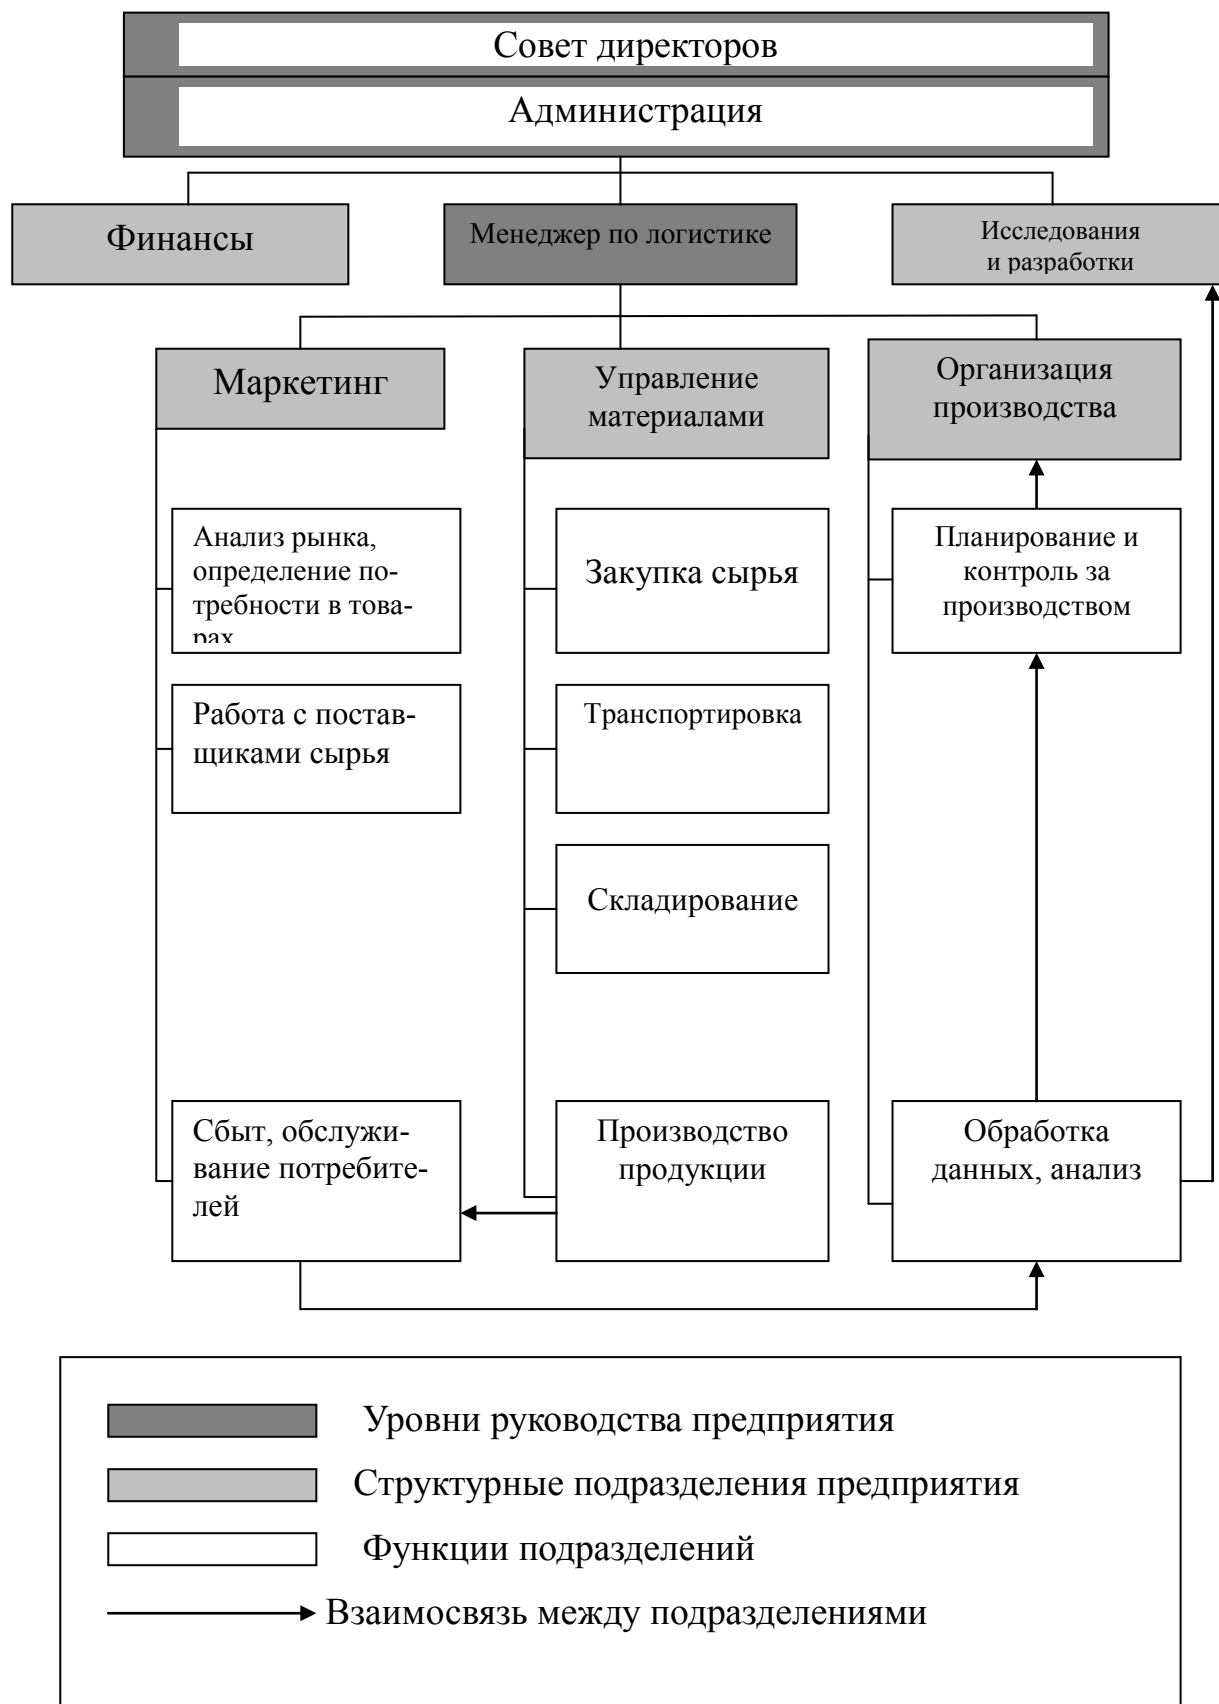 Совет директоров
Администрация
Финансы
Менеджер по логистике
Исследования
и разработки
Маркетинг
Управление
материалами
Организация
производства
Анализ рынка,
определение по-
требности в това-
рах
Закупка сырья
Планирование и
контроль за
производством
Работа с постав-
щиками сырья
Транспортировка
Складирование
Сбыт, обслужи-
вание потребите-
лей
Производство
продукции
Обработка
данных, анализ
Уровни руководства предприятия
Структурные подразделения предприятия
Функции подразделений
Взаимосвязь между подразделениями